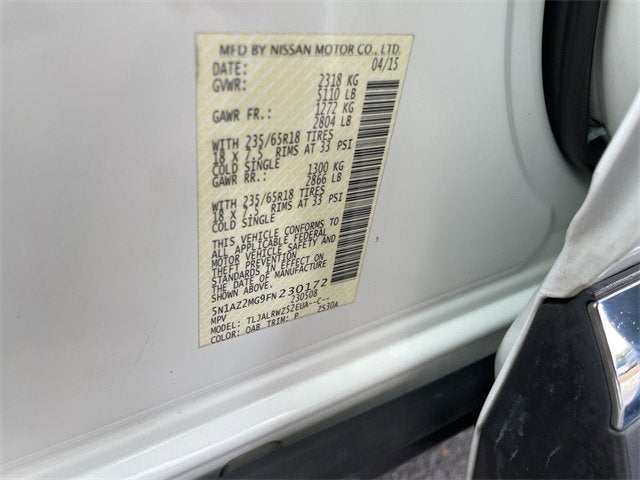 MFD BY NISSAN MOTOR CO., LTD.
DATE: 04/15
GVWR: 2318 KG
5110 LB
GAWR FR.: 1272 KG
2804 LB
WITH 235/65R18 TIRES
18 X 7.5 RIMS AT 33 PSI
COLD SINGLE
GAWR RR.: 1300 KG
2866 LB
WITH 235/65R18 TIRES
18 X 7.5 RIMS AT 33 PSI
COLD SINGLE
THIS VEHICLE CONFORMS TO
ALL APPLICABLE FEDERAL
MOTOR VEHICLE SAFETY AND
THEFT PREVENTION
STANDARDS IN EFFECT ON
THE DATE OF MANUFACTURE
SHOWN ABOVE.
5N1AZ2MG9FN230172
MPV 230508
MODEL: TLJALRWZ52EUA--C--
COLOR: QAB TRIM: P ZS30A